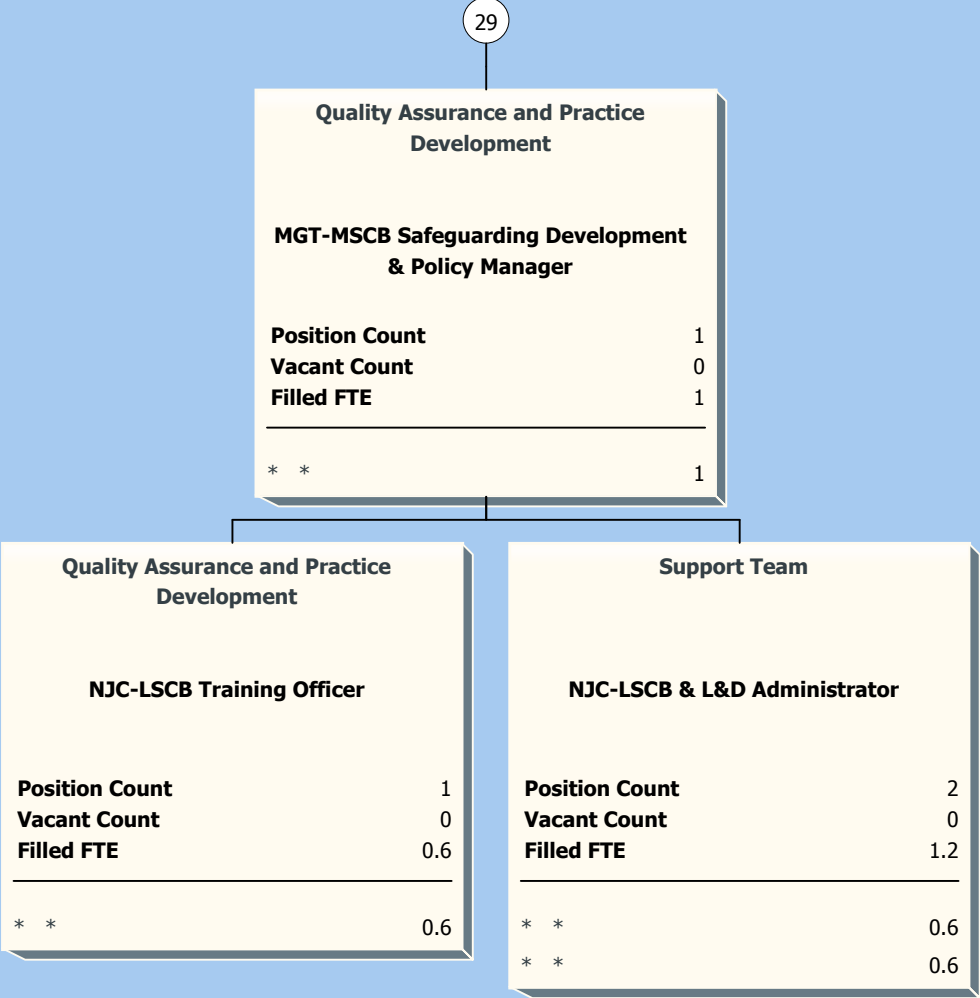 29
Quality Assurance and Practice
Development
MGT-MSCB Safeguarding Development
& Policy Manager
Position Count 1
Vacant Count 0
Filled FTE 1
* * 1
Quality Assurance and Practice
Development
NJC-LSCB Training Officer
Position Count 1
Vacant Count 0
Filled FTE 0.6
* * 0.6
Support Team
NJC-LSCB & L&D Administrator
Position Count 2
Vacant Count 0
Filled FTE 1.2
* * 0.6
* * 0.6